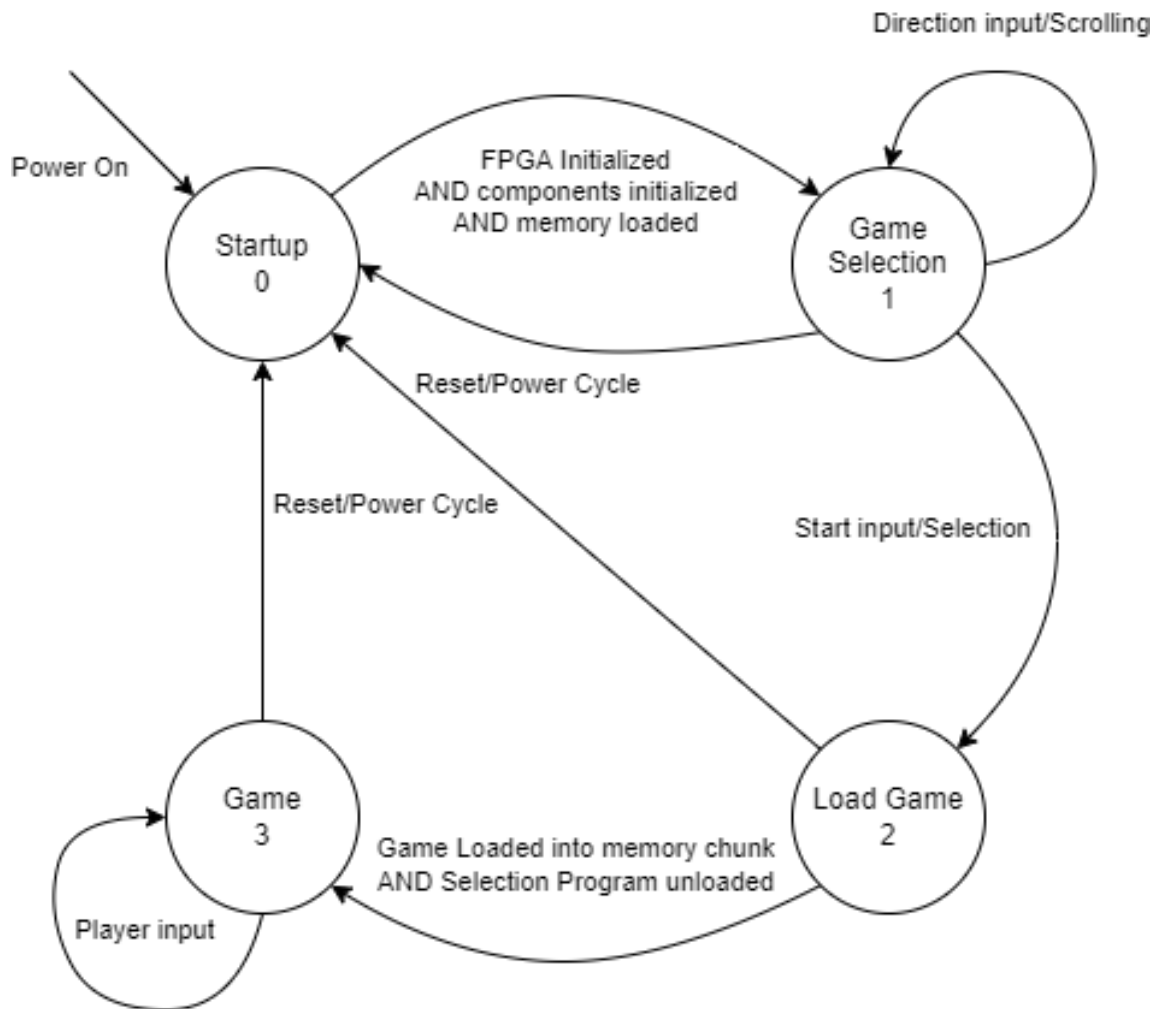 Direction input/Scrolling
Power On
FPGA Initialized
AND components initialized
AND memory loaded
Startup
0
Game
Selection
1
Reset/Power Cycle
Reset/Power Cycle
Start input/Selection
Game
3
Load Game
2
Game Loaded into memory chunk
AND Selection Program unloaded
Player input